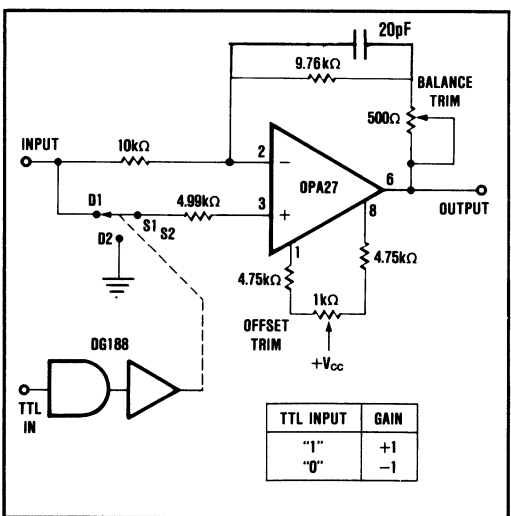 20pF
9.76kΩ
BALANCE
TRIM
500Ω
INPUT
10kΩ
2
−
OPA27
6
OUTPUT
D1
S1
S2
4.99kΩ
3
+
8
1
D2
4.75kΩ
4.75kΩ
1kΩ
OFFSET
TRIM
+Vcc
DG188
TTL
IN
TTL INPUT GAIN
"1" +1
"0" −1